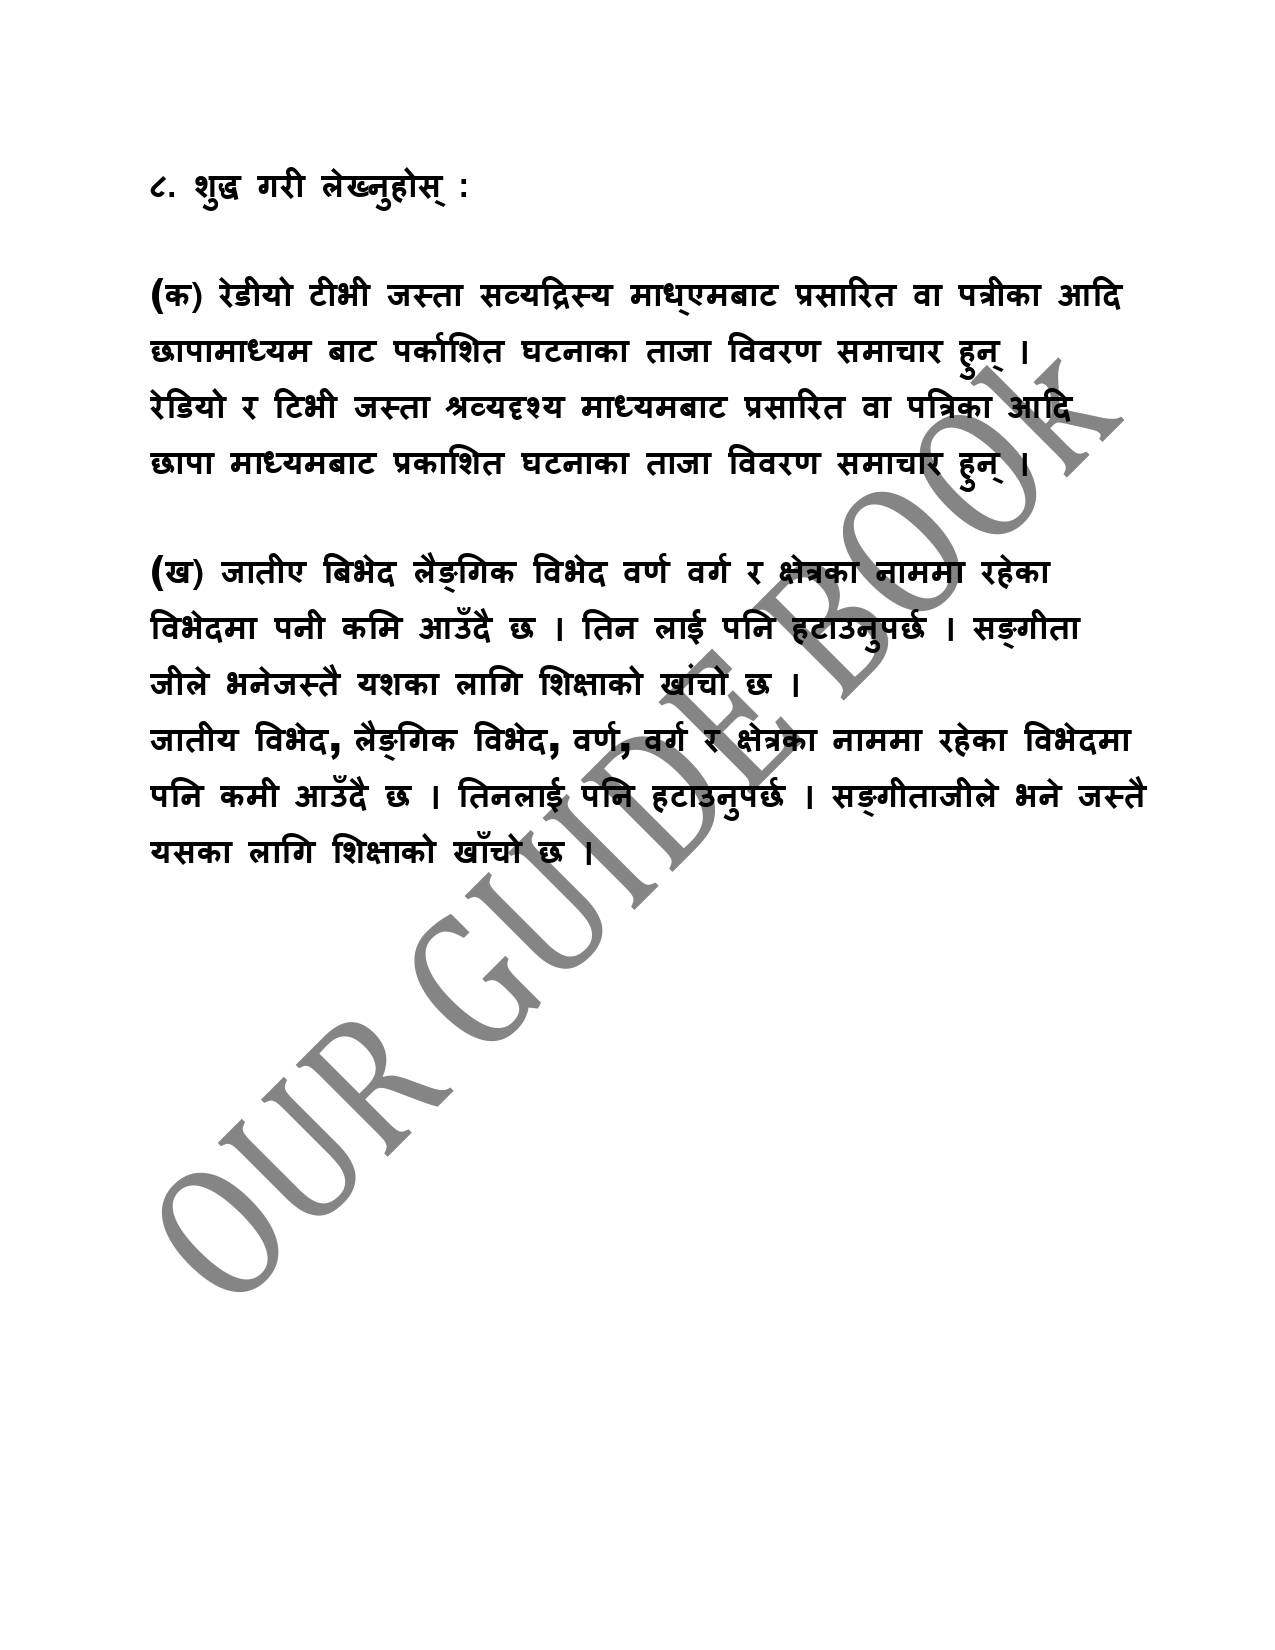 ८. शुद्ध गरी लेख्नुहोस् :
(क) रेडीयो टीभी जस्ता सव्यद्रिस्य माध्एमबाट प्रसारित वा पत्रीका आदि
छापामाध्यम बाट पर्काशित घटनाका ताजा विवरण समाचार हुन् ।
रेडियो र टिभी जस्ता श्रव्यदृश्य माध्यमबाट प्रसारित वा पत्रिका आदि
छापा माध्यमबाट प्रकाशित घटनाका ताजा विवरण समाचार हुन् ।
(ख) जातीए बिभेद लैङ्गिक विभेद वर्ण वर्ग र क्षेत्रका नाममा रहेका
विभेदमा पनी कमि आउँदै छ । तिन लाई पनि हटाउनुपर्छ । सङ्गीता
जीले भनेजस्तै यशका लागि शिक्षाको खांचो छ ।
जातीय विभेद, लैङ्गिक विभेद, वर्ण, वर्ग र क्षेत्रका नाममा रहेका विभेदमा
पनि कमी आउँदै छ । तिनलाई पनि हटाउनुपर्छ । सङ्गीताजीले भने जस्तै
यसका लागि शिक्षाको खाँचो छ ।
OUR GUIDE BOOk